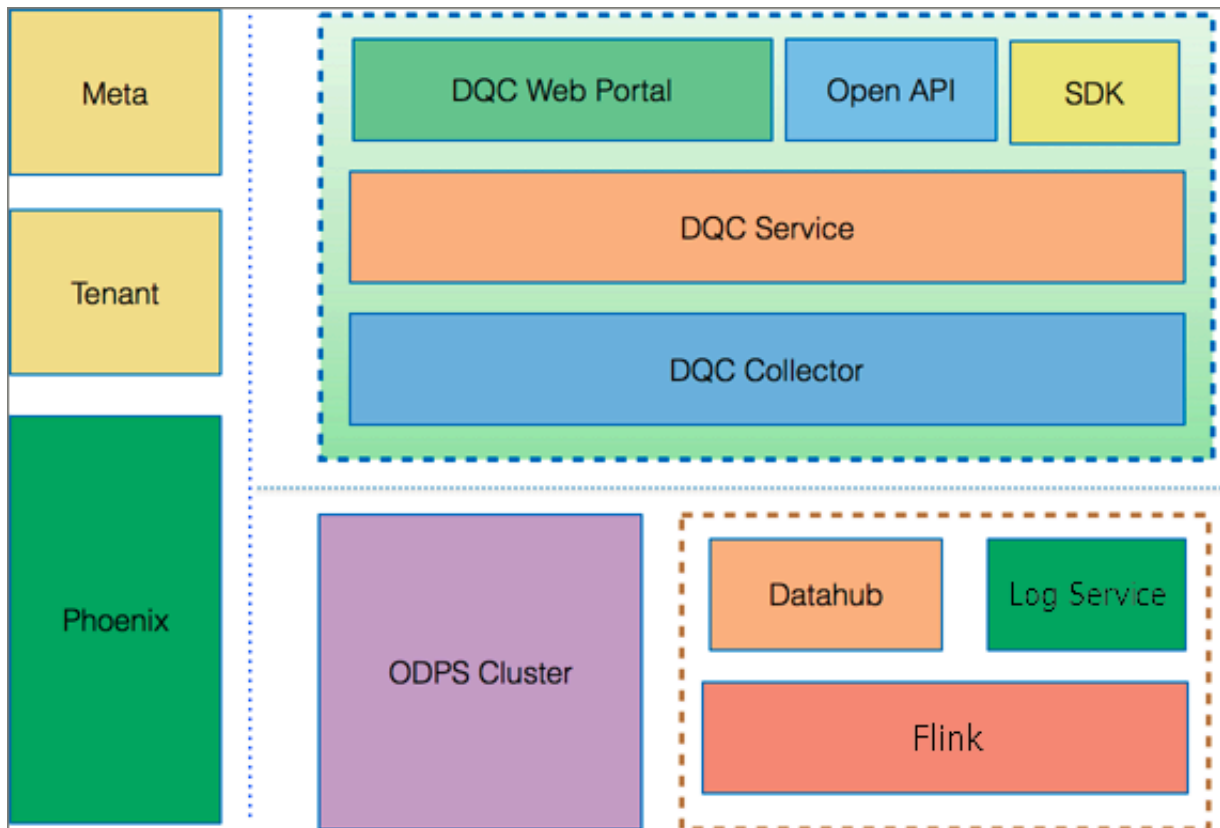 Meta
Tenant
Phoenix
DQC Web Portal
Open API
SDK
DQC Service
DQC Collector
ODPS Cluster
Datahub
Log Service
Flink